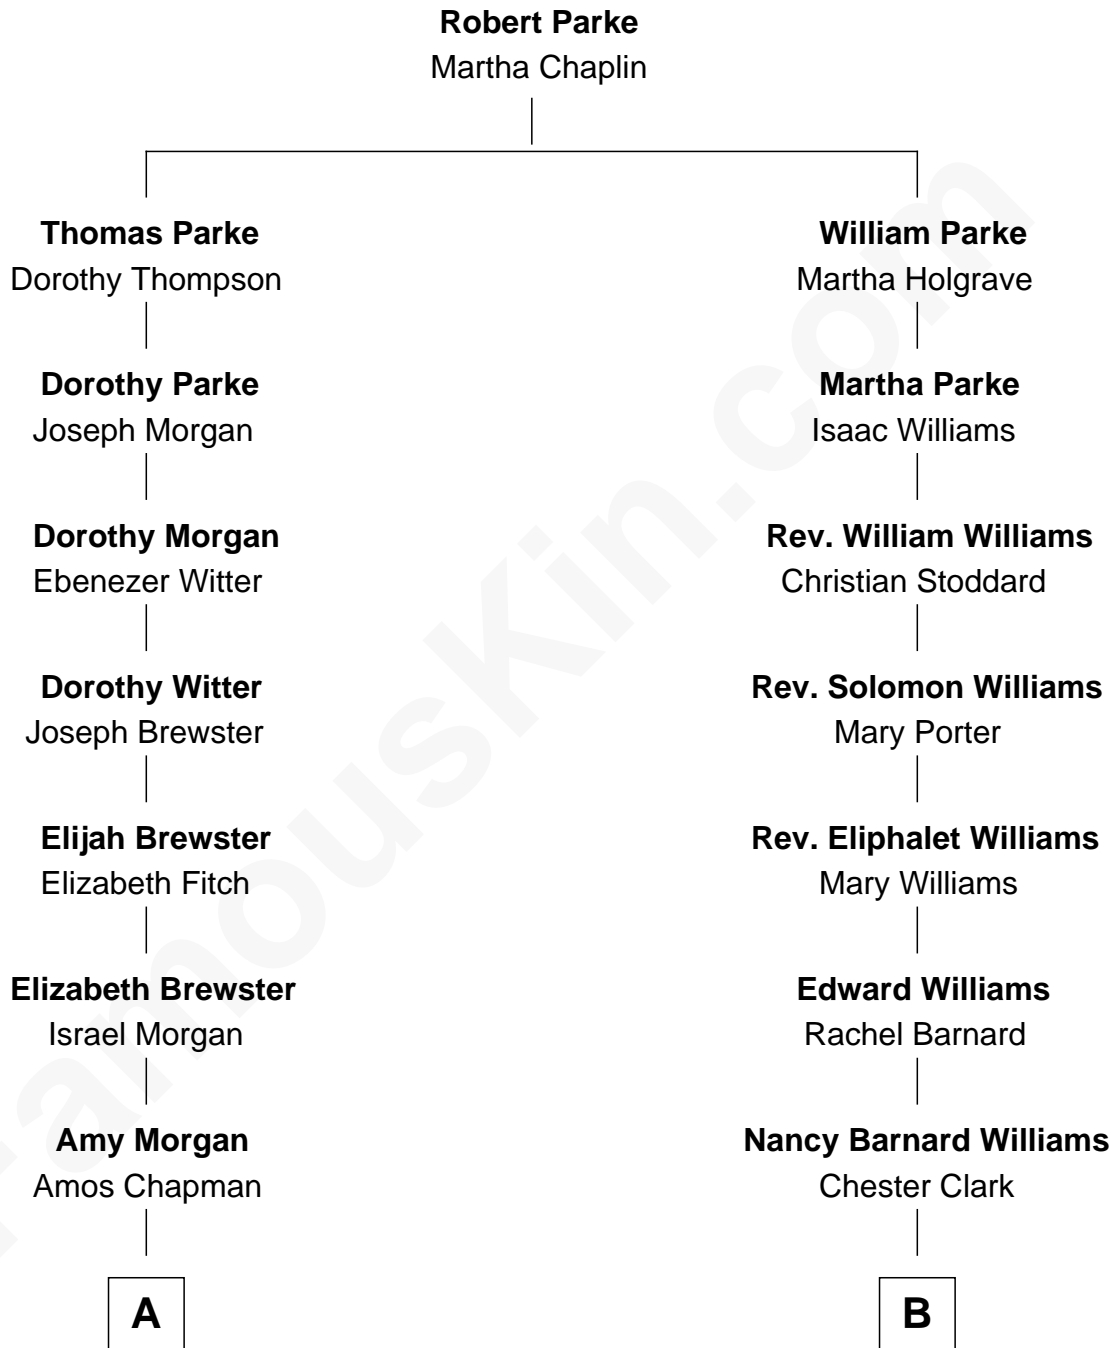 Robert Parke
Martha Chaplin
Thomas Parke
Dorothy Thompson
William Parke
Martha Holgrave
Dorothy Parke
Joseph Morgan
Martha Parke
Isaac Williams
Dorothy Morgan
Ebenezer Witter
Rev. William Williams
Christian Stoddard
Dorothy Witter
Joseph Brewster
Rev. Solomon Williams
Mary Porter
Elijah Brewster
Elizabeth Fitch
Rev. Eliphalet Williams
Mary Williams
Elizabeth Brewster
Israel Morgan
Edward Williams
Rachel Barnard
Amy Morgan
Amos Chapman
Nancy Barnard Williams
Chester Clark
A
B
FamousKin.com